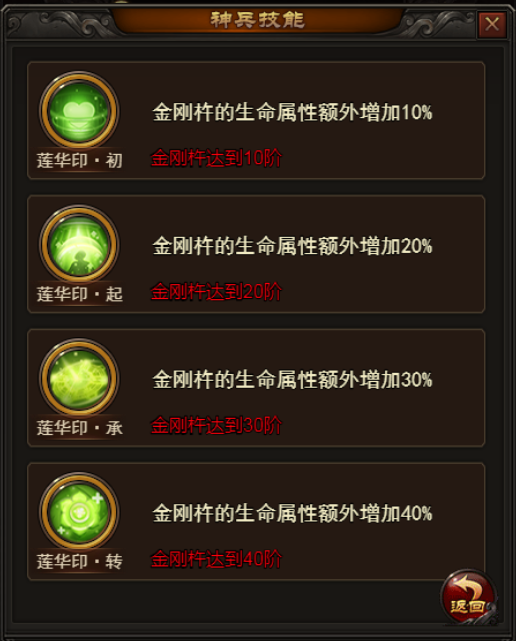 神兵技能
金刚杵的生命属性额外增加10%
莲华印·初
金刚杵达到10阶
金刚杵的生命属性额外增加20%
莲华印·起
金刚杵达到20阶
金刚杵的生命属性额外增加30%
莲华印·承
金刚杵达到30阶
金刚杵的生命属性额外增加40%
莲华印·转
金刚杵达到40阶
返回